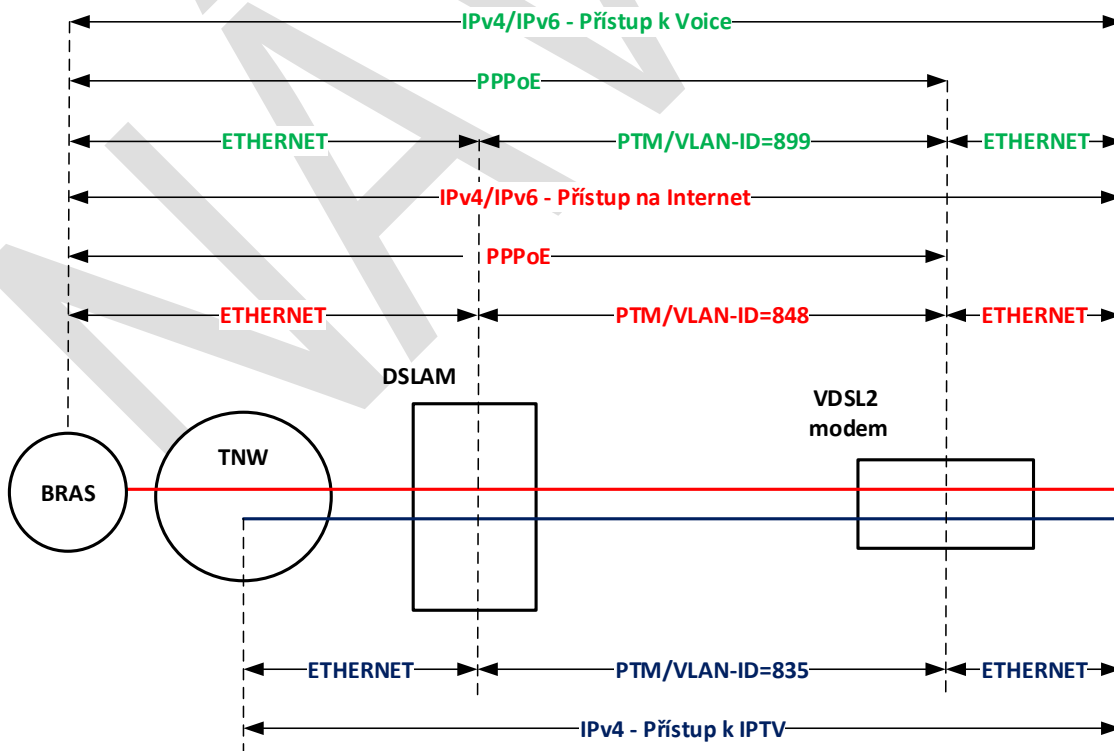 IPv4/IPv6 - Přístup k Voice
PPPoE
ETHERNET PTM/VLAN-ID=899 ETHERNET
IPv4/IPv6 - Přístup na Internet
PPPoE
ETHERNET PTM/VLAN-ID=848 ETHERNET
DSLAM
VDSL2
modem
TNW
BRAS
ETHERNET PTM/VLAN-ID=835 ETHERNET
IPv4 - Přístup k IPTV